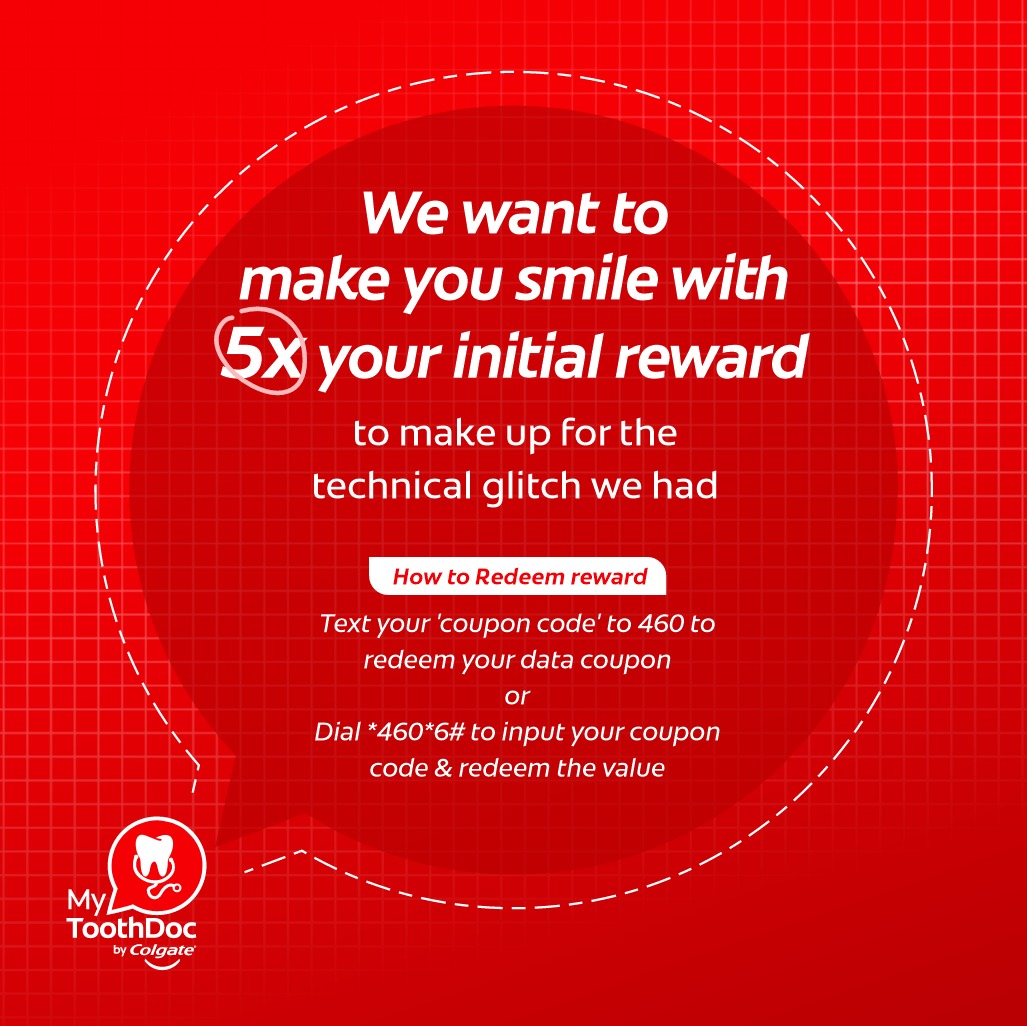 We want to
make you smile with
5x your initial reward
to make up for the
technical glitch we had
How to Redeem reward
Text your 'coupon code' to 460 to
redeem your data coupon
or
Dial *460*6# to input your coupon
code & redeem the value
My
ToothDoc
by Colgate®